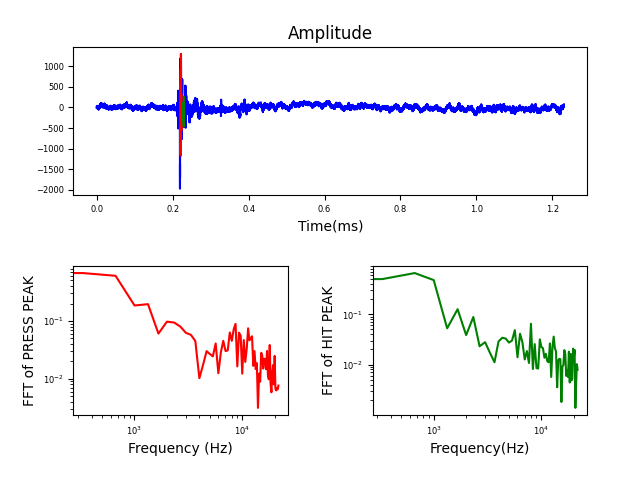 Amplitude
1000
500
0
−500
−1000
−1500
−2000
0.0 0.2 0.4 0.6 0.8 1.0 1.2
Time(ms)
FFT of PRESS PEAK
10⁻¹
10⁻²
10³ 10⁴
Frequency (Hz)
FFT of HIT PEAK
10⁻¹
10⁻²
10³ 10⁴
Frequency(Hz)